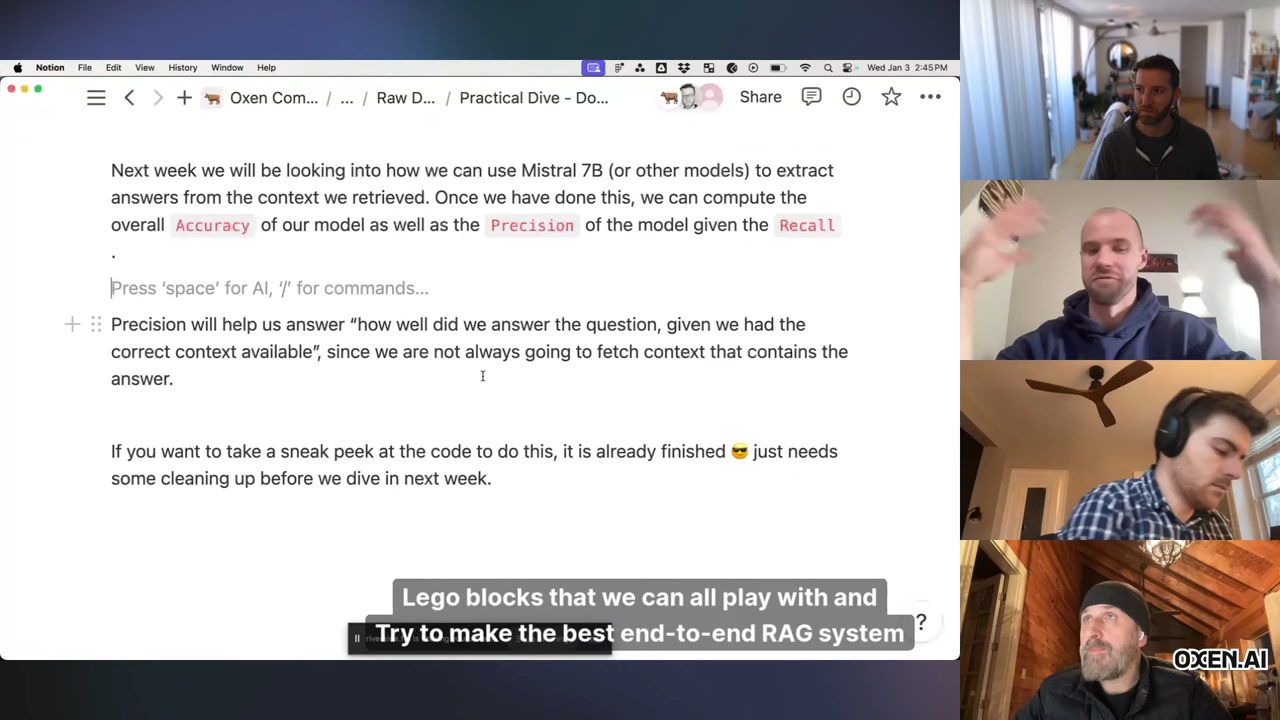 Notion File Edit View History Window Help Wed Jan 3 2:45 PM
Oxen Com... / ... / Raw D... / Practical Dive - Do... Share
Next week we will be looking into how we can use Mistral 7B (or other models) to extract
answers from the context we retrieved. Once we have done this, we can compute the
overall Accuracy of our model as well as the Precision of the model given the Recall
.
Press ‘space’ for AI, ‘/’ for commands...
Precision will help us answer “how well did we answer the question, given we had the
correct context available”, since we are not always going to fetch context that contains the
answer.
If you want to take a sneak peek at the code to do this, it is already finished 😎 just needs
some cleaning up before we dive in next week.
Lego blocks that we can all play with and
Try to make the best end-to-end RAG system
?
OXEN.AI